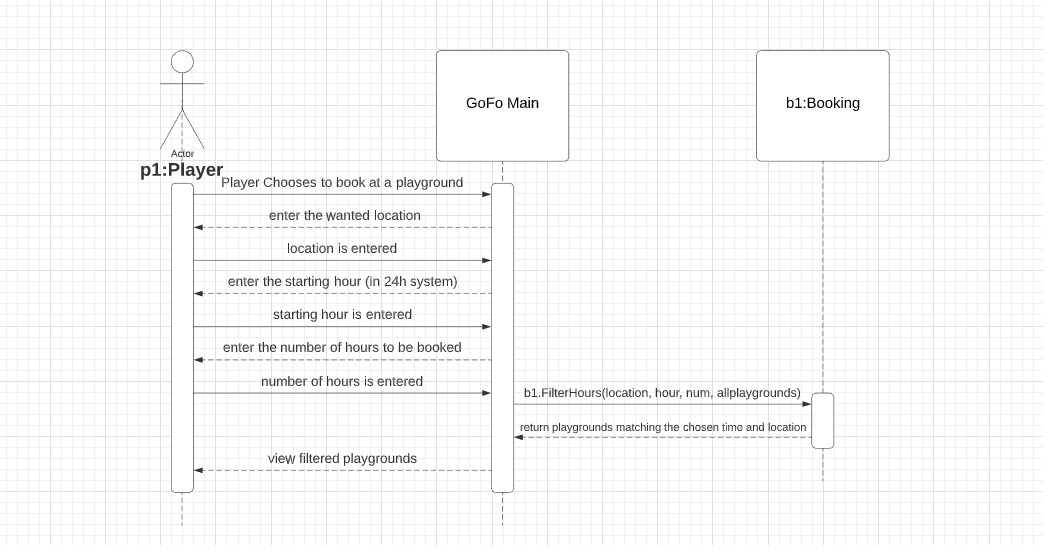 GoFo Main
b1:Booking
Actor
p1:Player
Player Chooses to book at a playground
enter the wanted location
location is entered
enter the starting hour (in 24h system)
starting hour is entered
enter the number of hours to be booked
number of hours is entered
b1.FilterHours(location, hour, num, allplaygrounds)
return playgrounds matching the chosen time and location
view filtered playgrounds